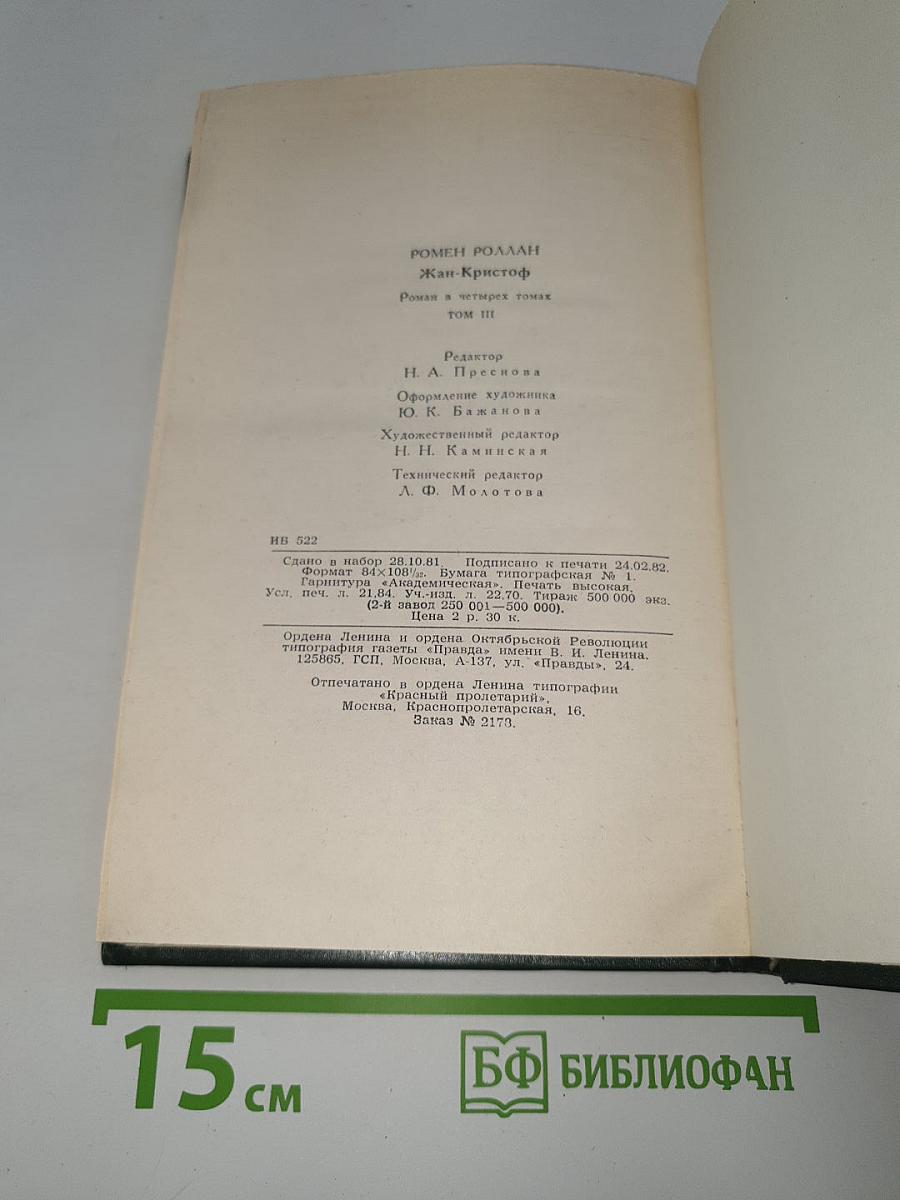 РОМЕН РОЛЛАН
Жан-Кристоф
Роман в четырех томах
ТОМ III
Редактор
Н. А. Преснова
Оформление художника
Ю. К. Бажанова
Художественный редактор
Н. Н. Каминская
Технический редактор
Л. Ф. Молотова
ИБ 522
Сдано в набор 28.10.81. Подписано к печати 24.02.82.
Формат 84×108¹/₃₂. Бумага типографская № 1.
Гарнитура «Академическая». Печать высокая.
Усл. печ. л. 21,84. Уч.-изд. л. 22,70. Тираж 500 000 экз.
(2-й завод 250 001—500 000).
Цена 2 р. 30 к.
Ордена Ленина и ордена Октябрьской Революции
типография газеты «Правда» имени В. И. Ленина.
125865, ГСП, Москва, А-137, ул. «Правды», 24.
Отпечатано в ордена Ленина типографии
«Красный пролетарий»,
Москва, Краснопролетарская, 16.
Заказ № 2173.
15 см
БФ БИБЛИОФАН